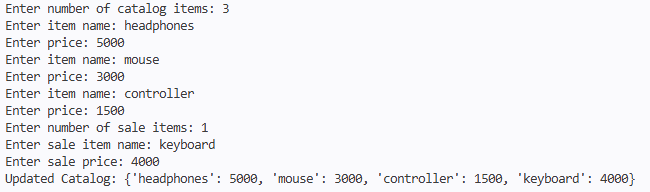 Enter number of catalog items: 3
Enter item name: headphones
Enter price: 5000
Enter item name: mouse
Enter price: 3000
Enter item name: controller
Enter price: 1500
Enter number of sale items: 1
Enter sale item name: keyboard
Enter sale price: 4000
Updated Catalog: {'headphones': 5000, 'mouse': 3000, 'controller': 1500, 'keyboard': 4000}